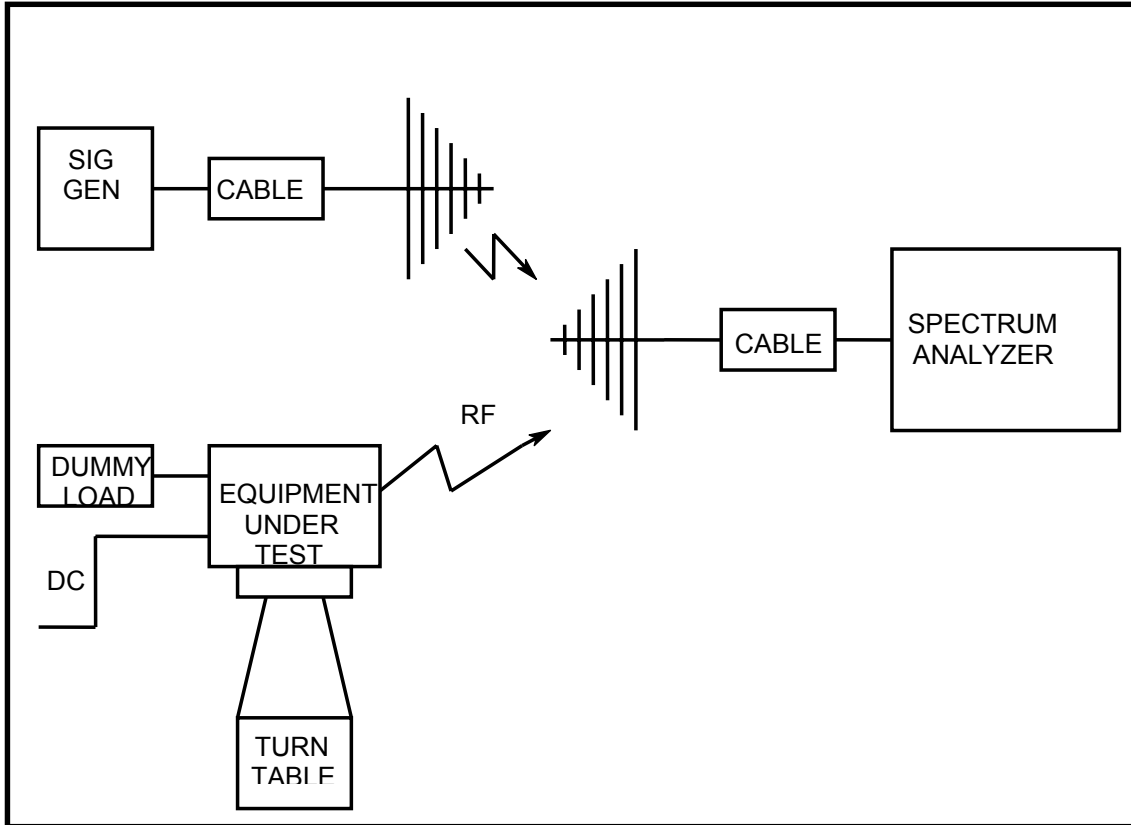 SIG
GEN
CABLE
CABLE
SPECTRUM
ANALYZER
RF
DUMMY
LOAD
EQUIPMENT
UNDER
TEST
DC
TURN
TABLE